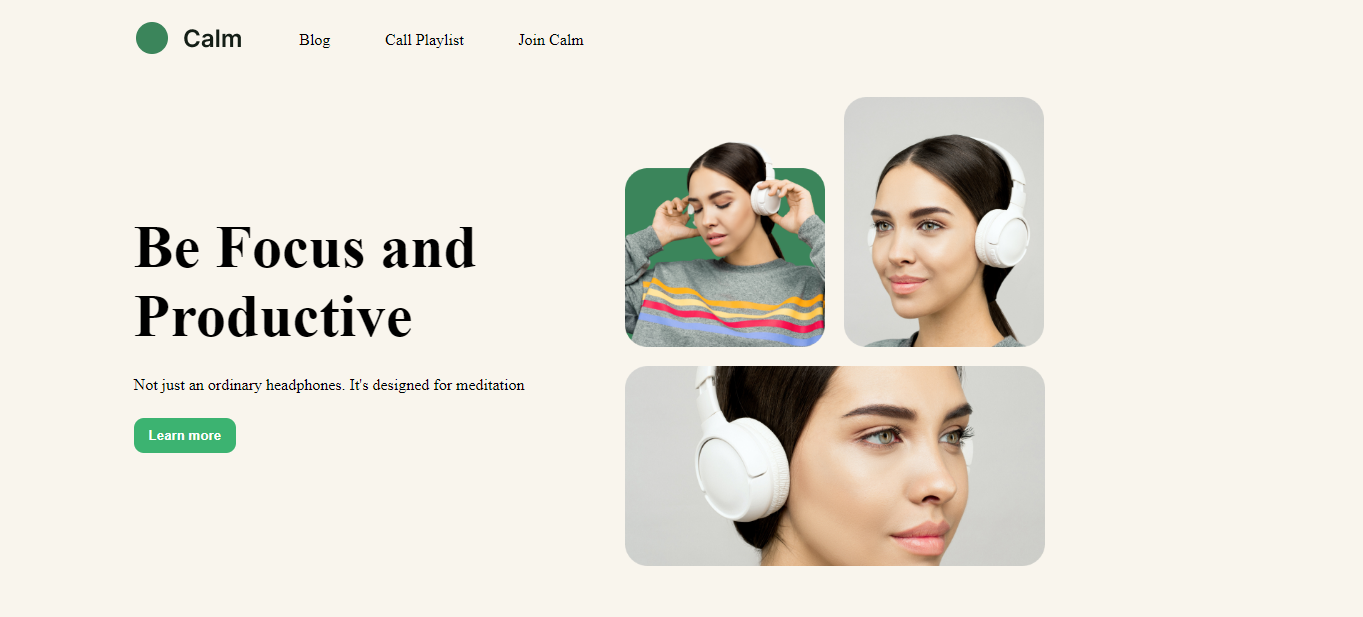 Calm Blog Call Playlist Join Calm
Be Focus and
Productive
Not just an ordinary headphones. It's designed for meditation
Learn more